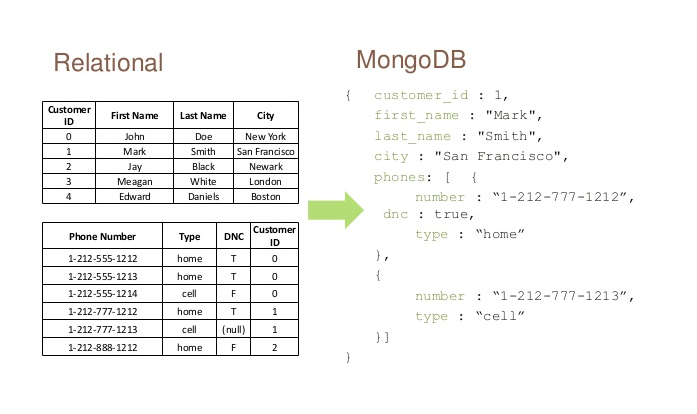 Relational
Customer ID First Name Last Name City
0 John Doe New York
1 Mark Smith San Francisco
2 Jay Black Newark
3 Meagan White London
4 Edward Daniels Boston
Phone Number Type DNC Customer ID
1-212-555-1212 home T 0
1-212-555-1213 home T 0
1-212-555-1214 cell F 0
1-212-777-1212 home T 1
1-212-777-1213 cell (null) 1
1-212-888-1212 home F 2
MongoDB
{ customer_id : 1,
first_name : "Mark",
last_name : "Smith",
city : "San Francisco",
phones: [ {
number : “1-212-777-1212”,
dnc : true,
type : “home”
},
{
number : “1-212-777-1213”,
type : “cell”
}]
}